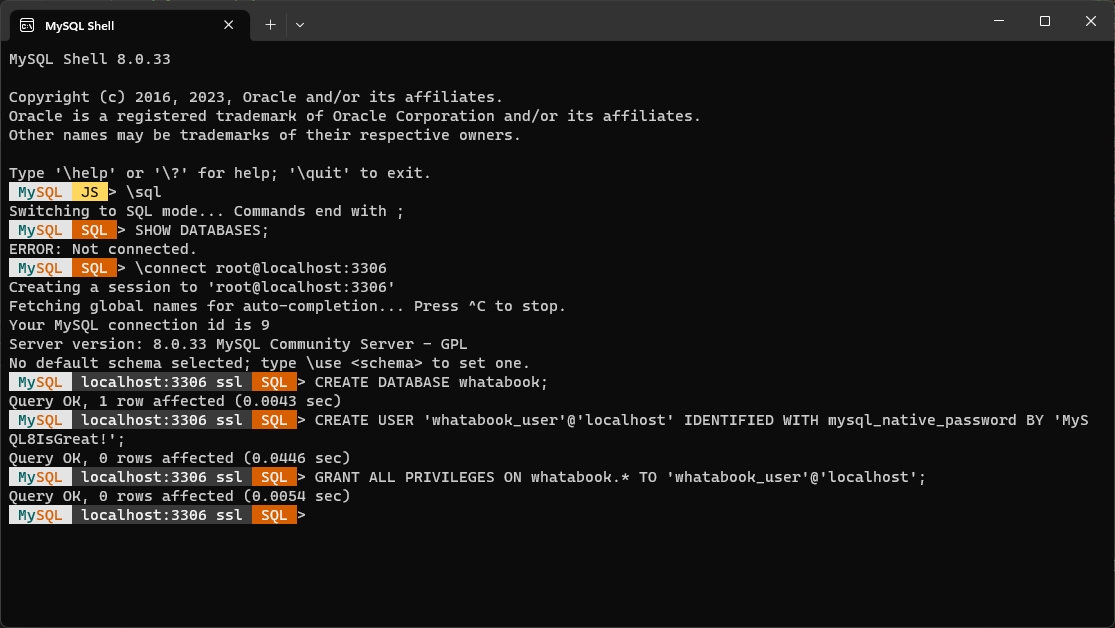 MySQL Shell
MySQL Shell 8.0.33
Copyright (c) 2016, 2023, Oracle and/or its affiliates.
Oracle is a registered trademark of Oracle Corporation and/or its affiliates.
Other names may be trademarks of their respective owners.
Type '\help' or '\?' for help; '\quit' to exit.
MySQL JS > \sql
Switching to SQL mode... Commands end with ;
MySQL SQL > SHOW DATABASES;
ERROR: Not connected.
MySQL SQL > \connect root@localhost:3306
Creating a session to 'root@localhost:3306'
Fetching global names for auto-completion... Press ^C to stop.
Your MySQL connection id is 9
Server version: 8.0.33 MySQL Community Server - GPL
No default schema selected; type \use <schema> to set one.
MySQL localhost:3306 ssl SQL > CREATE DATABASE whatabook;
Query OK, 1 row affected (0.0043 sec)
MySQL localhost:3306 ssl SQL > CREATE USER 'whatabook_user'@'localhost' IDENTIFIED WITH mysql_native_password BY 'MyS
QL8IsGreat!';
Query OK, 0 rows affected (0.0446 sec)
MySQL localhost:3306 ssl SQL > GRANT ALL PRIVILEGES ON whatabook.* TO 'whatabook_user'@'localhost';
Query OK, 0 rows affected (0.0054 sec)
MySQL localhost:3306 ssl SQL >